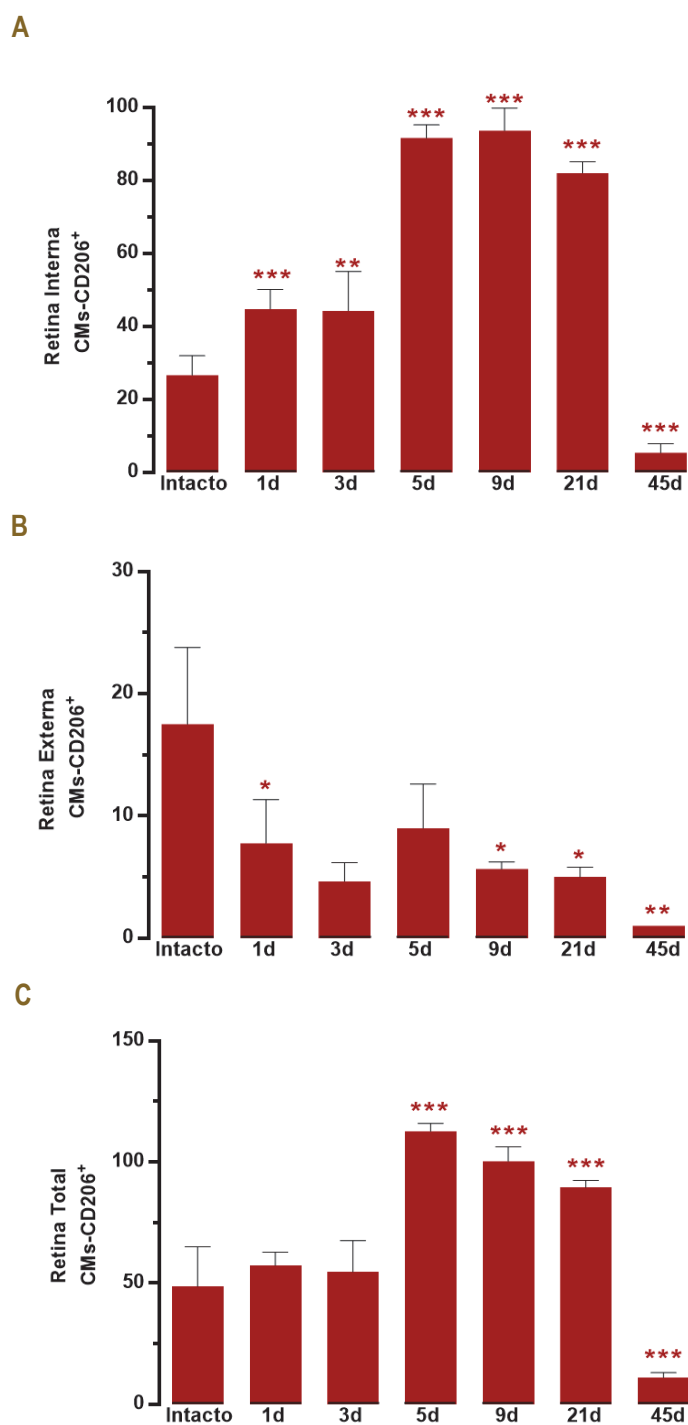 A
Retina Interna
CMs-CD206⁺
100
80
60
40
20
0
***
**
***
***
***
***
Intacto 1d 3d 5d 9d 21d 45d
B
Retina Externa
CMs-CD206⁺
30
20
10
0
*
*
*
**
Intacto 1d 3d 5d 9d 21d 45d
C
Retina Total
CMs-CD206⁺
150
100
50
0
***
***
***
***
Intacto 1d 3d 5d 9d 21d 45d